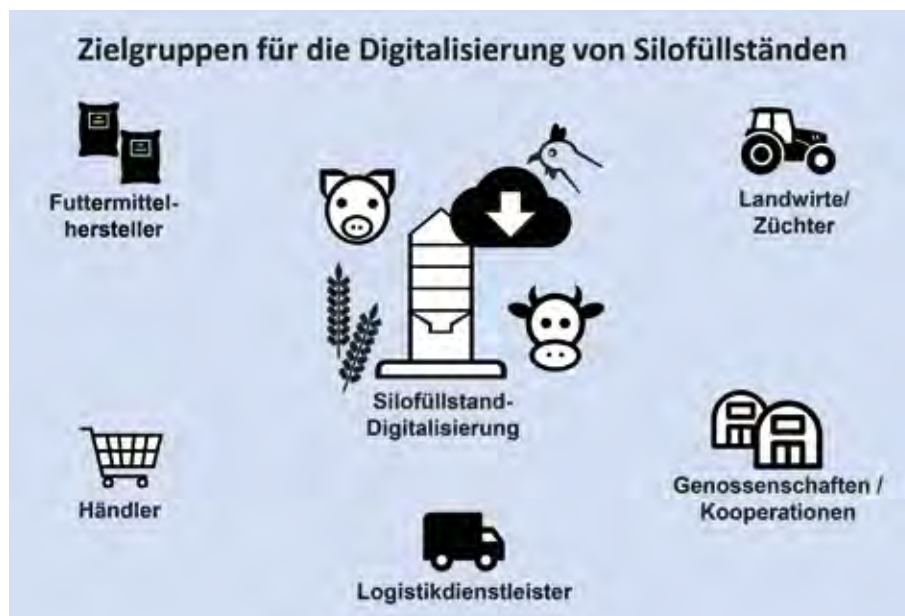 Zielgruppen für die Digitalisierung von Silofüllständen
Futtermittel-
hersteller
Landwirte/
Züchter
Silofüllstand-
Digitalisierung
Händler
Genossenschaften /
Kooperationen
Logistikdienstleister